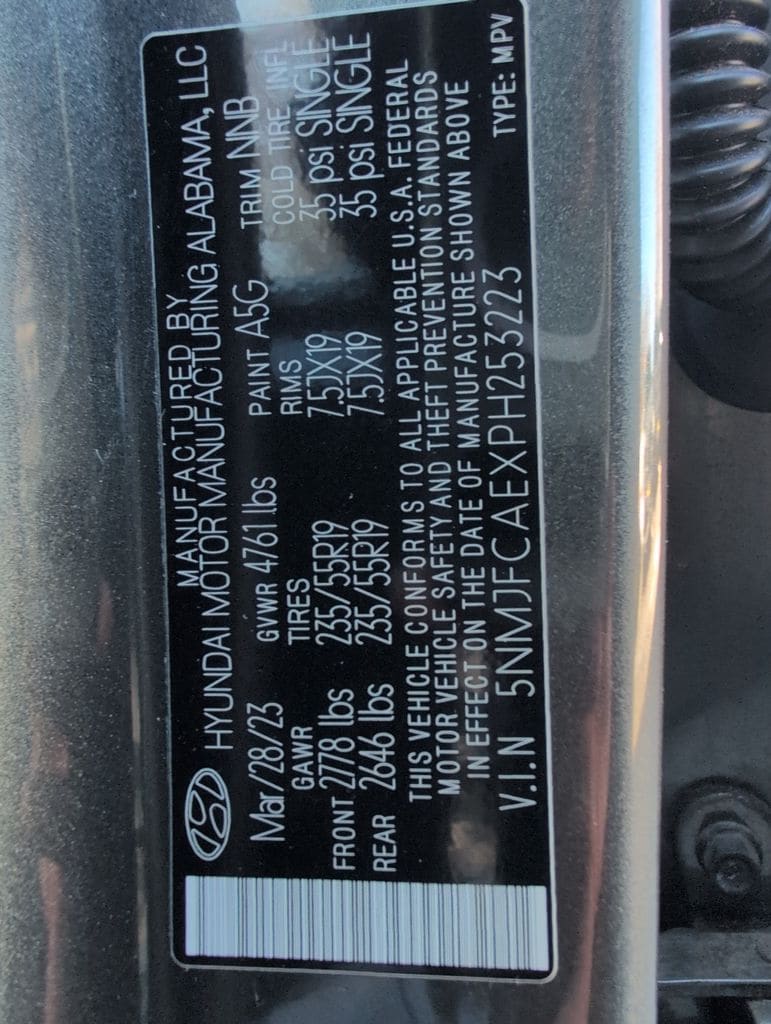 MANUFACTURED BY
HYUNDAI MOTOR MANUFACTURING ALABAMA, LLC
Mar/28/23 GVWR 4761 lbs PAINT A5G TRIM NNB
GAWR TIRES RIMS COLD TIRE INFL
FRONT 2778 lbs 235/55R19 7.5JX19 35 psi SINGLE
REAR 2646 lbs 235/55R19 7.5JX19 35 psi SINGLE
THIS VEHICLE CONFORMS TO ALL APPLICABLE U.S.A. FEDERAL
MOTOR VEHICLE SAFETY AND THEFT PREVENTION STANDARDS
IN EFFECT ON THE DATE OF MANUFACTURE SHOWN ABOVE
V.I.N 5NMJFCAEXPH253223
TYPE: MPV